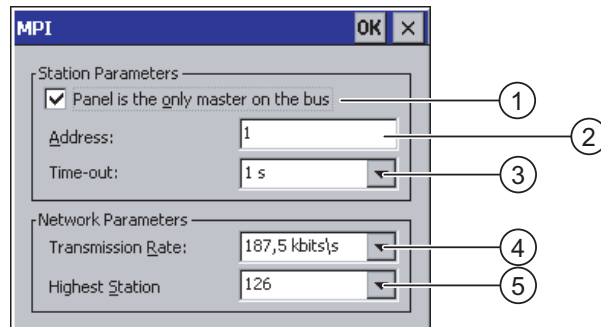 MPI OK ×
Station Parameters
Panel is the only master on the bus 1
Address: 1 2
Time-out: 1 s 3
Network Parameters
Transmission Rate: 187,5 kbits\s 4
Highest Station 126 5